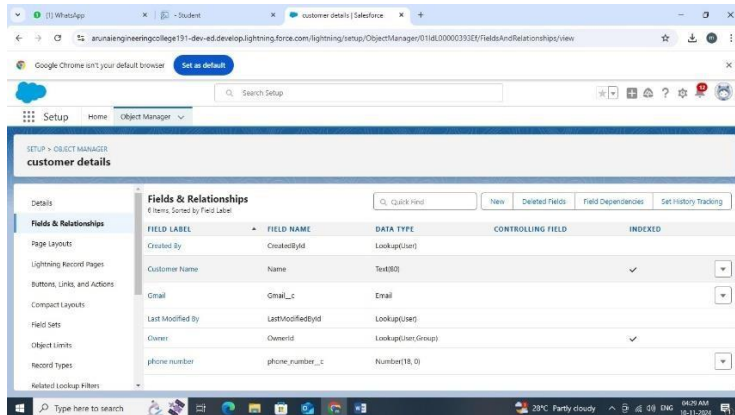 (1) WhatsApp
- Student
customer details | Salesforce
arunaiengineeringcollege191-dev-ed.develop.lightning.force.com/lightning/setup/ObjectManager/01IdL00000393Ef/FieldsAndRelationships/view
Google Chrome isn't your default browser
Set as default
Search Setup
Setup
Home
Object Manager
SETUP > OBJECT MANAGER
customer details
Details
Fields & Relationships
Page Layouts
Lightning Record Pages
Buttons, Links, and Actions
Compact Layouts
Field Sets
Object Limits
Record Types
Related Lookup Filters
Fields & Relationships
6 Items, Sorted by Field Label
Quick Find
New
Deleted Fields
Field Dependencies
Set History Tracking
FIELD LABEL FIELD NAME DATA TYPE CONTROLLING FIELD INDEXED
Created By CreatedById Lookup(User)
Customer Name Name Text(80)
Gmail Gmail__c Email
Last Modified By LastModifiedById Lookup(User)
Owner OwnerId Lookup(User,Group)
phone number phone_number__c Number(18, 0)
Type here to search
28°C Partly cloudy
ENG
04:29 AM
10-11-2024